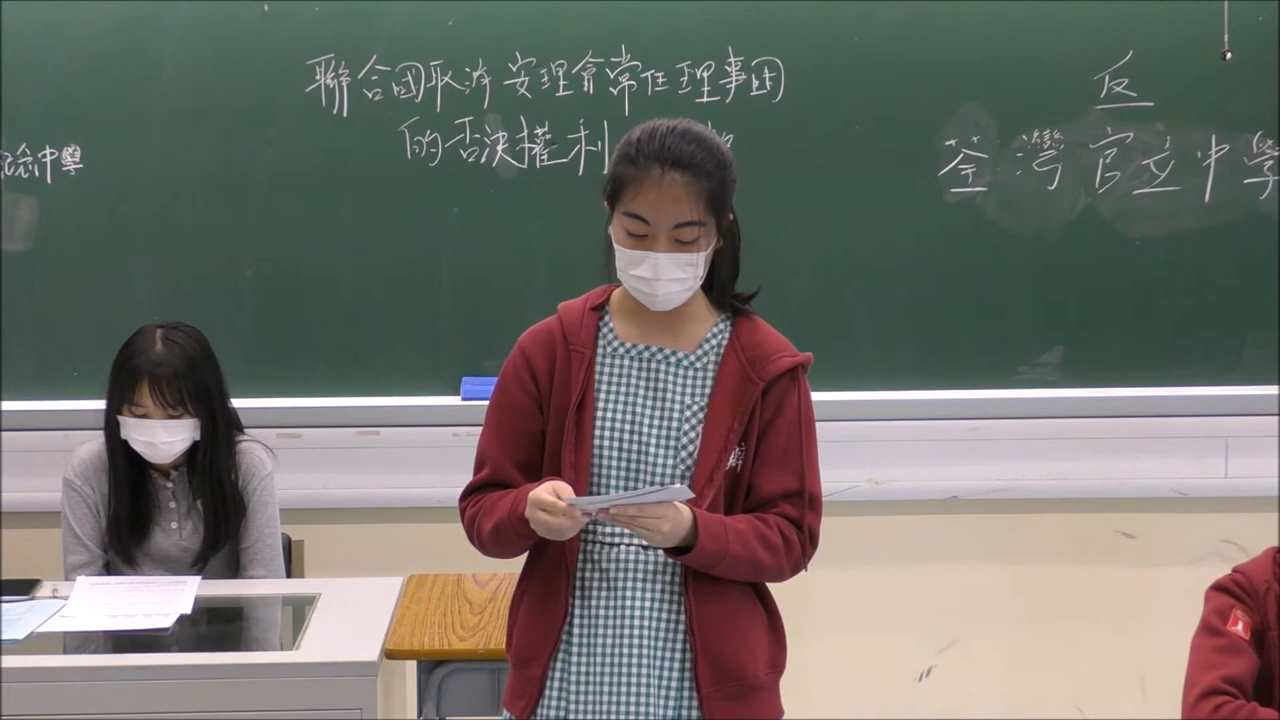 聯合國取消安理會常任理事國
的否決權利
中學
反
荃灣官立中學
辯